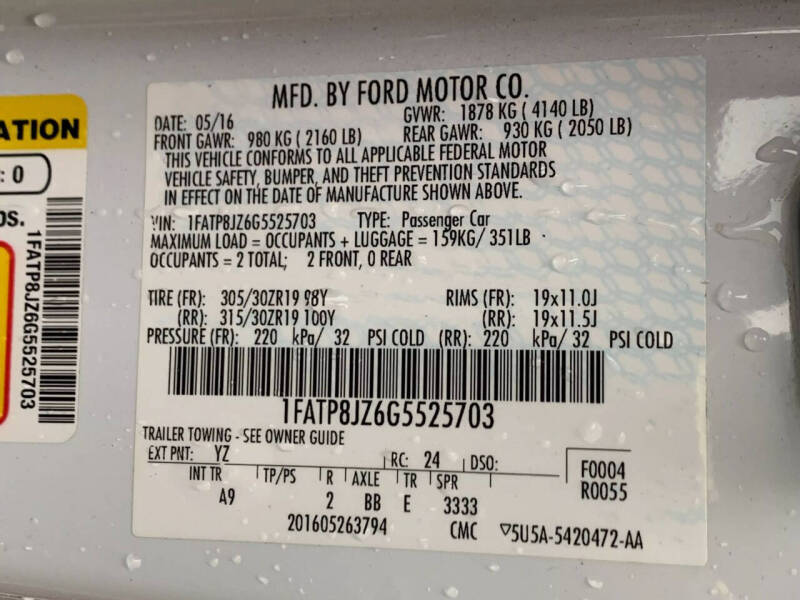 MFD. BY FORD MOTOR CO.
DATE: 05/16 GVWR: 1878 KG ( 4140 LB)
FRONT GAWR: 980 KG ( 2160 LB) REAR GAWR: 930 KG ( 2050 LB)
THIS VEHICLE CONFORMS TO ALL APPLICABLE FEDERAL MOTOR
VEHICLE SAFETY, BUMPER, AND THEFT PREVENTION STANDARDS
IN EFFECT ON THE DATE OF MANUFACTURE SHOWN ABOVE.
VIN: 1FATP8JZ6G5525703 TYPE: Passenger Car
MAXIMUM LOAD = OCCUPANTS + LUGGAGE = 159KG/ 351LB
OCCUPANTS = 2 TOTAL; 2 FRONT, 0 REAR
TIRE (FR): 305/30ZR19 98Y RIMS (FR): 19x11.0J
(RR): 315/30ZR19 100Y (RR): 19x11.5J
PRESSURE (FR): 220 kPa/ 32 PSI COLD (RR): 220 kPa/ 32 PSI COLD
1FATP8JZ6G5525703
TRAILER TOWING - SEE OWNER GUIDE
EXT PNT: YZ RC: 24 DSO: F0004
R0055
INT TR TP/PS R AXLE TR SPR
A9 2 BB E 3333
201605263794 CMC ▽5U5A-5420472-AA
ATION
: 0
OS.
1FATP8JZ6G5525703